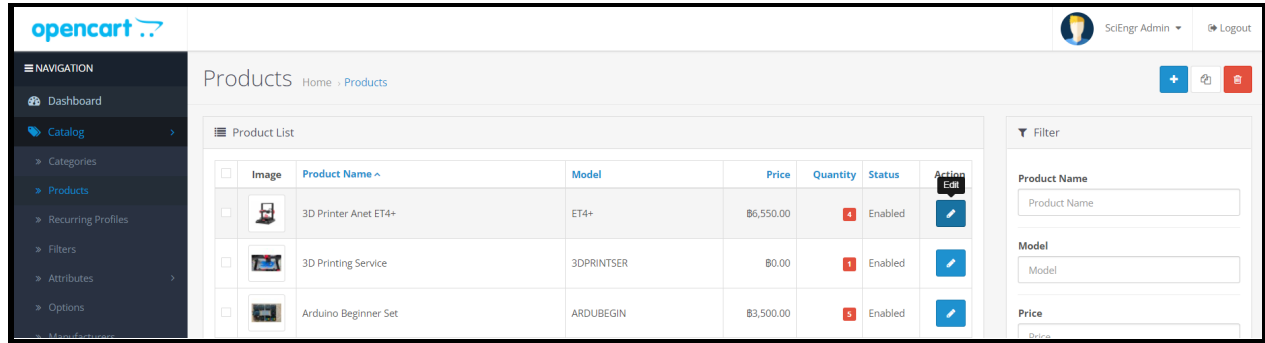 opencart
SciEngr Admin
Logout
NAVIGATION
Products Home › Products
Dashboard
Catalog
Product List
Filter
Categories
Image Product Name Model Price Quantity Status Action
Edit
Product Name
Products
Product Name
3D Printer Anet ET4+ ET4+ ฿6,550.00 4 Enabled
Recurring Profiles
Filters
Model
3D Printing Service 3DPRINTSER ฿0.00 1 Enabled
Model
Attributes
Options
Arduino Beginner Set ARDUBEGIN ฿3,500.00 5 Enabled
Price
Manufacturers
Price